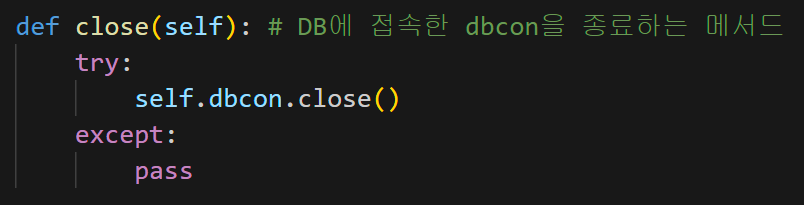 def close(self): # DB에 접속한 dbcon을 종료하는 메서드
    try:
        self.dbcon.close()
    except:
        pass